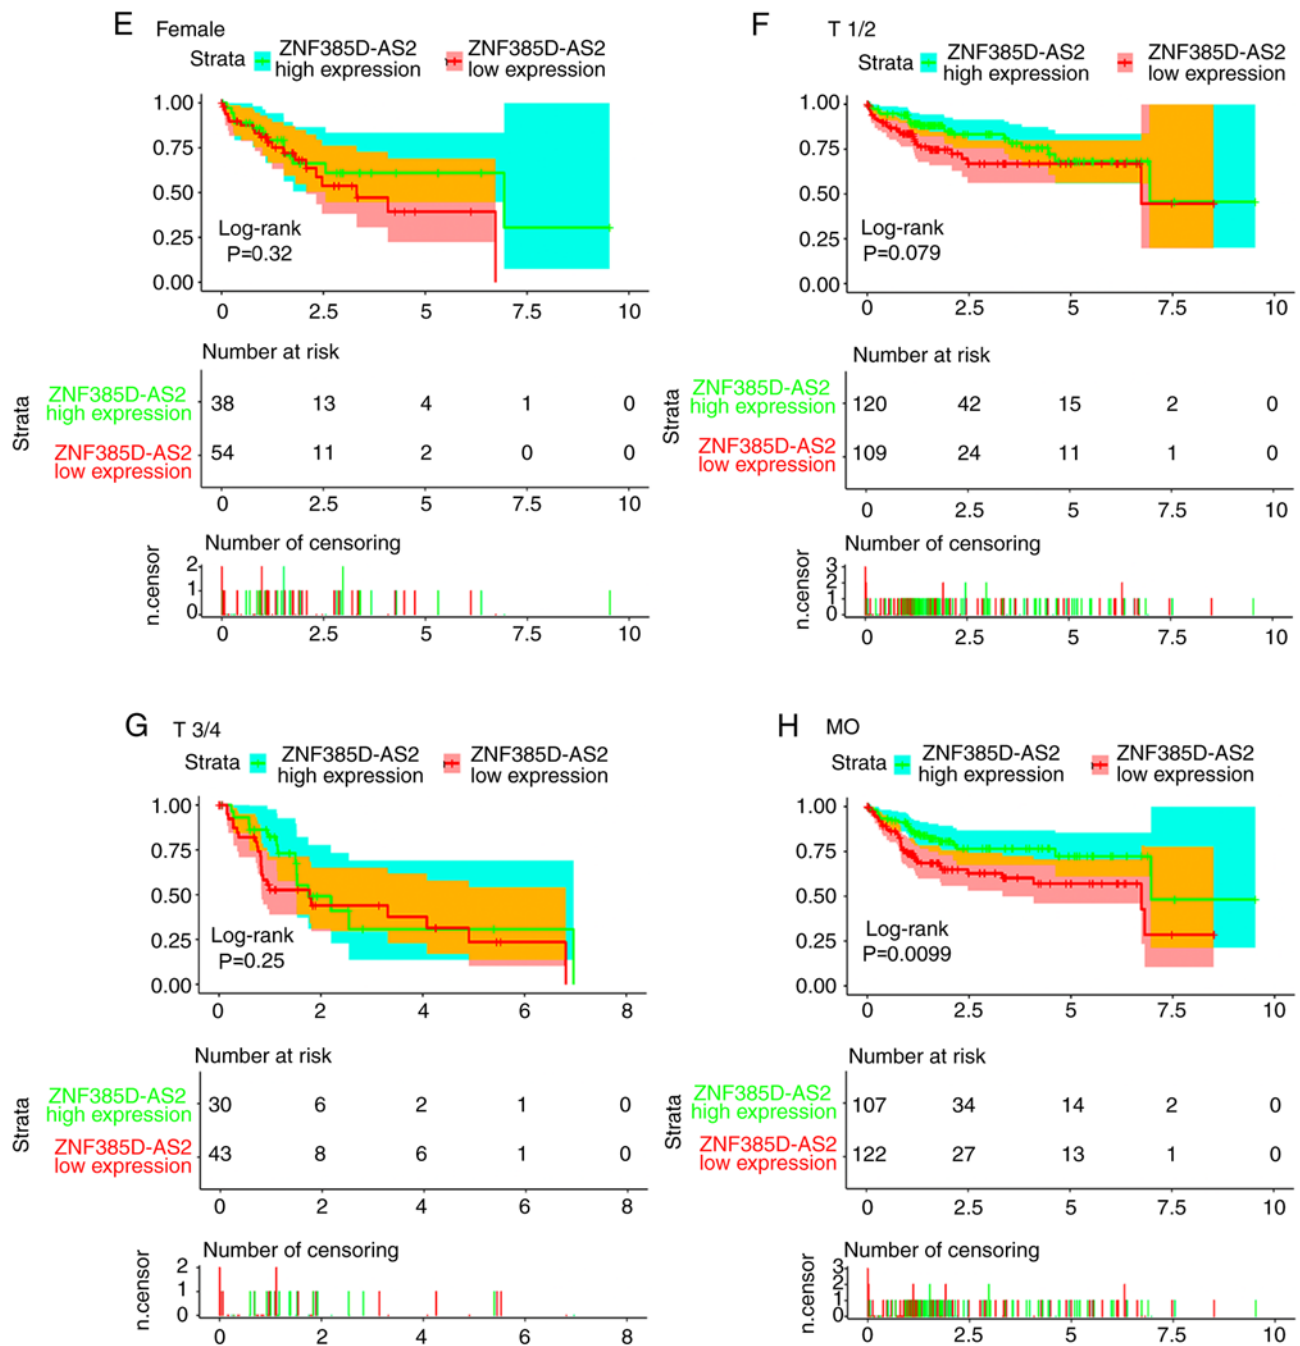 E Female
Strata ZNF385D-AS2 high expression ZNF385D-AS2 low expression
1.00
0.75
0.50
0.25
0.00
Log-rank
P=0.32
0 2.5 5 7.5 10
Number at risk
Strata
ZNF385D-AS2 high expression 38 13 4 1 0
ZNF385D-AS2 low expression 54 11 2 0 0
0 2.5 5 7.5 10
Number of censoring
n.censor
2
1
0
0 2.5 5 7.5 10
F T 1/2
Strata ZNF385D-AS2 high expression ZNF385D-AS2 low expression
1.00
0.75
0.50
0.25
0.00
Log-rank
P=0.079
0 2.5 5 7.5 10
Number at risk
Strata
ZNF385D-AS2 high expression 120 42 15 2 0
ZNF385D-AS2 low expression 109 24 11 1 0
0 2.5 5 7.5 10
Number of censoring
n.censor
3
2
1
0
0 2.5 5 7.5 10
G T 3/4
Strata ZNF385D-AS2 high expression ZNF385D-AS2 low expression
1.00
0.75
0.50
0.25
0.00
Log-rank
P=0.25
0 2 4 6 8
Number at risk
Strata
ZNF385D-AS2 high expression 30 6 2 1 0
ZNF385D-AS2 low expression 43 8 6 1 0
0 2 4 6 8
Number of censoring
n.censor
2
1
0
0 2 4 6 8
H MO
Strata ZNF385D-AS2 high expression ZNF385D-AS2 low expression
1.00
0.75
0.50
0.25
0.00
Log-rank
P=0.0099
0 2.5 5 7.5 10
Number at risk
Strata
ZNF385D-AS2 high expression 107 34 14 2 0
ZNF385D-AS2 low expression 122 27 13 1 0
0 2.5 5 7.5 10
Number of censoring
n.censor
3
2
1
0
0 2.5 5 7.5 10